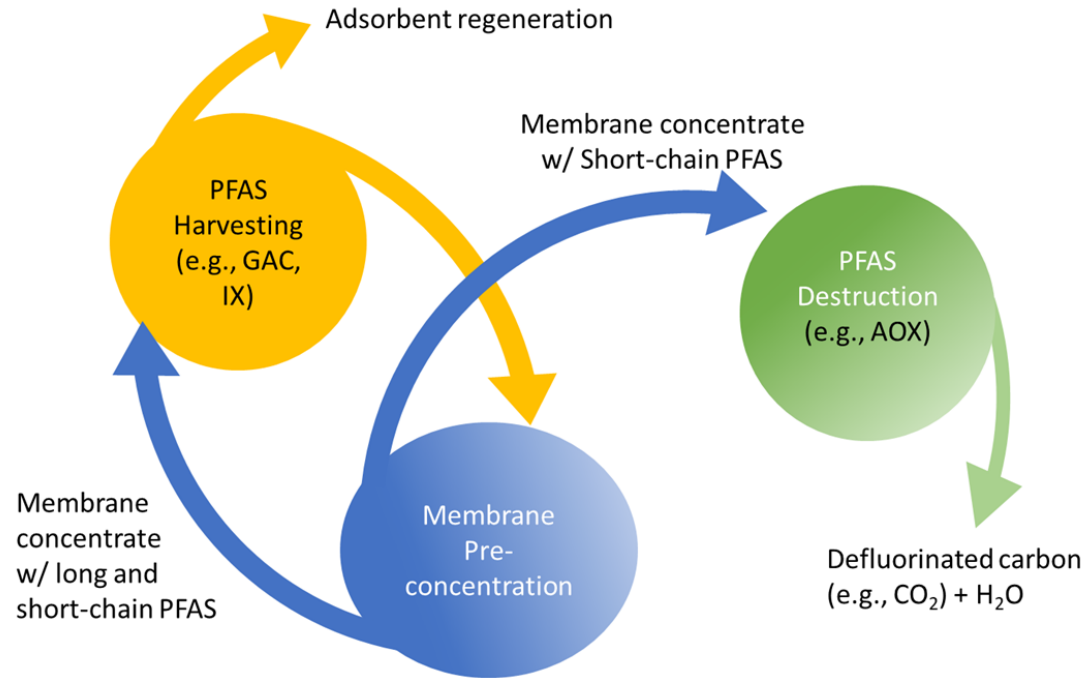 Adsorbent regeneration
PFAS
Harvesting
(e.g., GAC,
IX)
Membrane concentrate
w/ Short-chain PFAS
PFAS
Destruction
(e.g., AOX)
Membrane
concentrate
w/ long and
short-chain PFAS
Membrane
Pre-
concentration
Defluorinated carbon
(e.g., CO₂) + H₂O